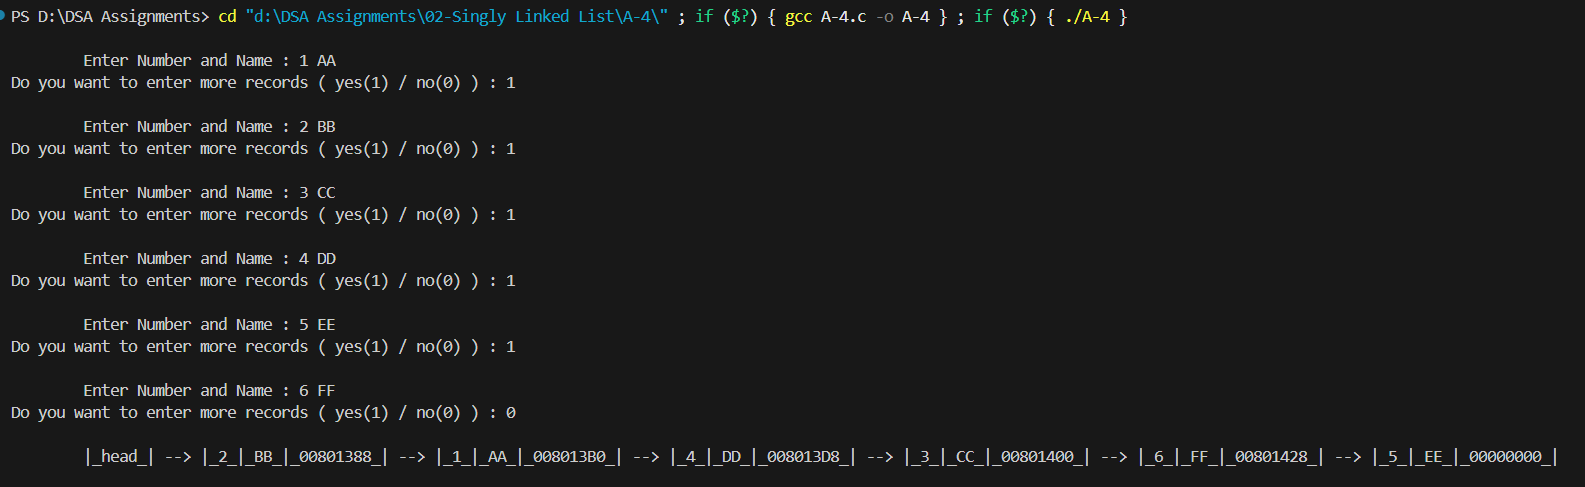 PS D:\DSA Assignments> cd "d:\DSA Assignments\02-Singly Linked List\A-4\" ; if ($?) { gcc A-4.c -o A-4 } ; if ($?) { ./A-4 }
Enter Number and Name : 1 AA
Do you want to enter more records ( yes(1) / no(0) ) : 1
Enter Number and Name : 2 BB
Do you want to enter more records ( yes(1) / no(0) ) : 1
Enter Number and Name : 3 CC
Do you want to enter more records ( yes(1) / no(0) ) : 1
Enter Number and Name : 4 DD
Do you want to enter more records ( yes(1) / no(0) ) : 1
Enter Number and Name : 5 EE
Do you want to enter more records ( yes(1) / no(0) ) : 1
Enter Number and Name : 6 FF
Do you want to enter more records ( yes(1) / no(0) ) : 0
|_head_| --> |_2_|_BB_|_00801388_| --> |_1_|_AA_|_008013B0_| --> |_4_|_DD_|_008013D8_| --> |_3_|_CC_|_00801400_| --> |_6_|_FF_|_00801428_| --> |_5_|_EE_|_00000000_|